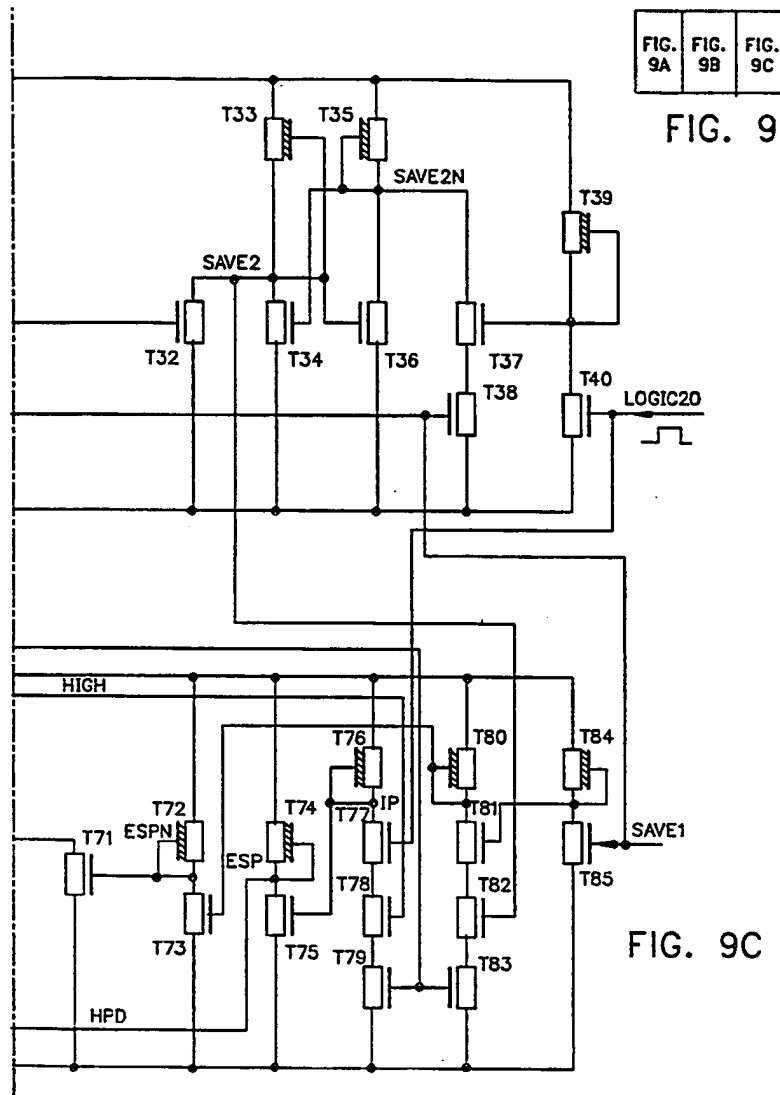 FIG. 9A FIG. 9B FIG. 9C
FIG. 9
T33
T35
SAVE2N
T39
SAVE2
T32
T34
T36
T37
T40
T38
LOGIC20
HIGH
T76
T80
T84
T72
T74
IP
T77
T81
ESPN
T71
ESP
SAVE1
T78
T82
T85
T73
T75
T79
T83
FIG. 9C
HPD